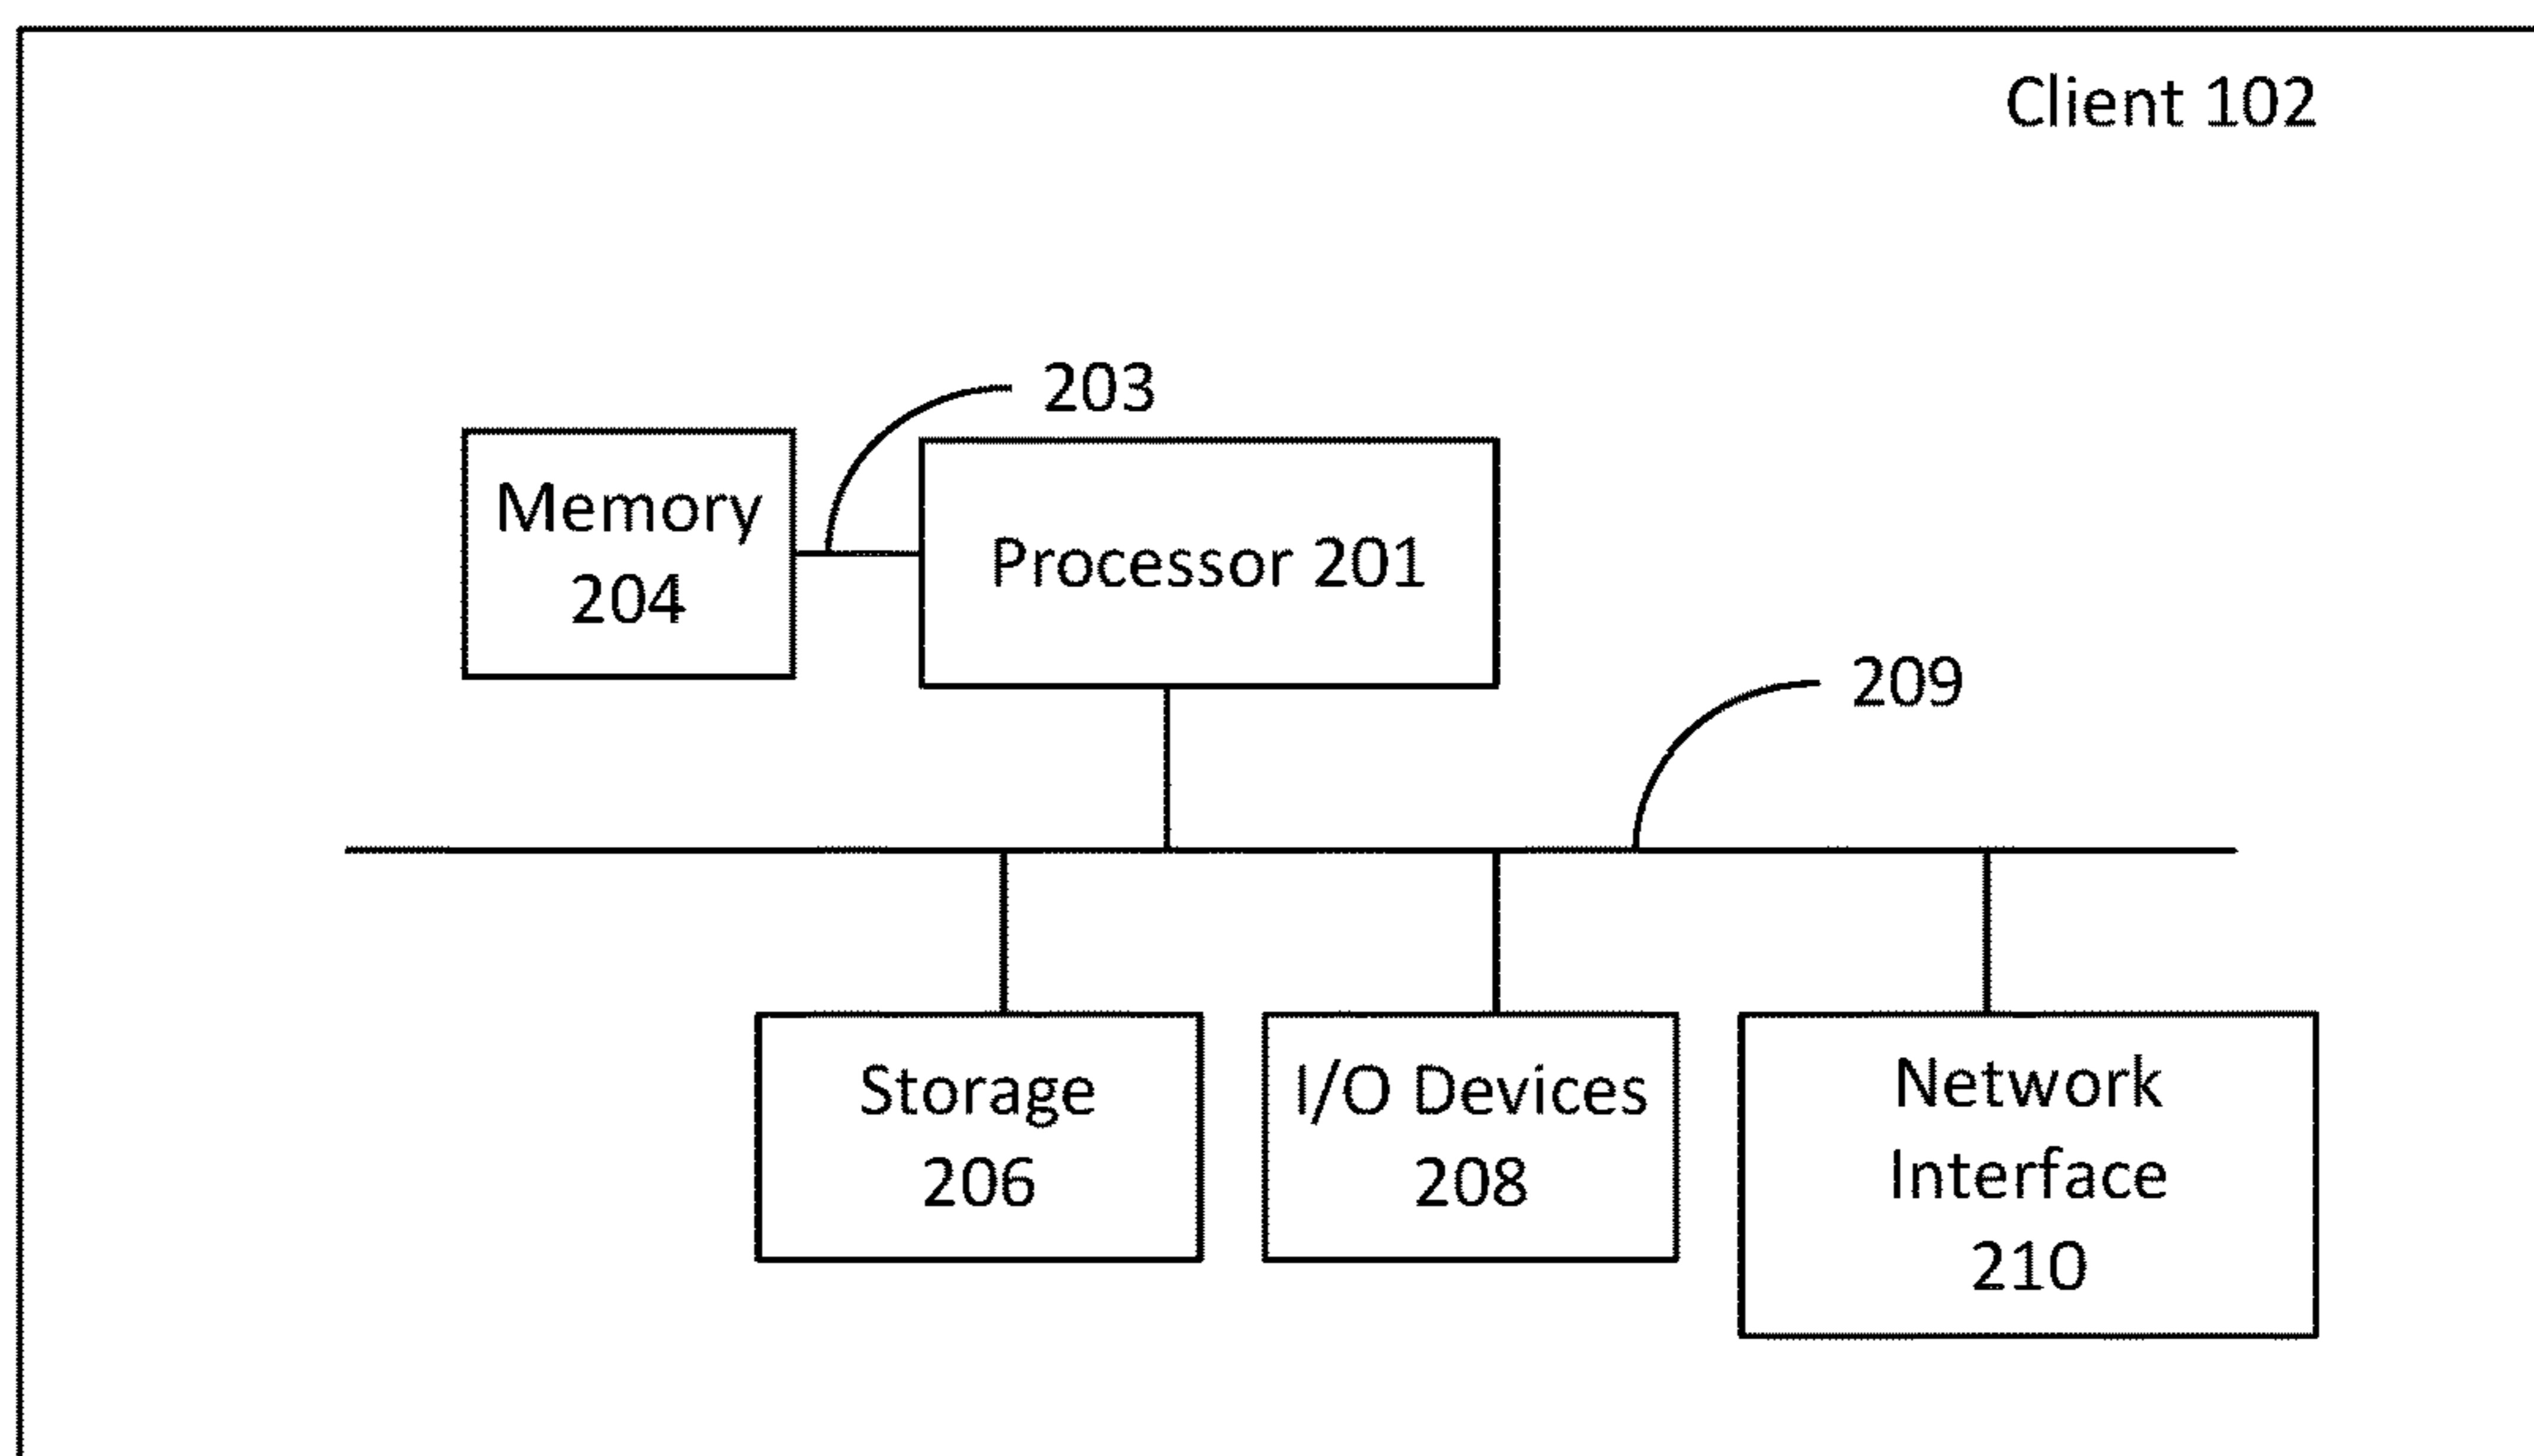 Client 102
203
Memory
204
Processor 201
209
Storage
206
I/O Devices
208
Network
Interface
210